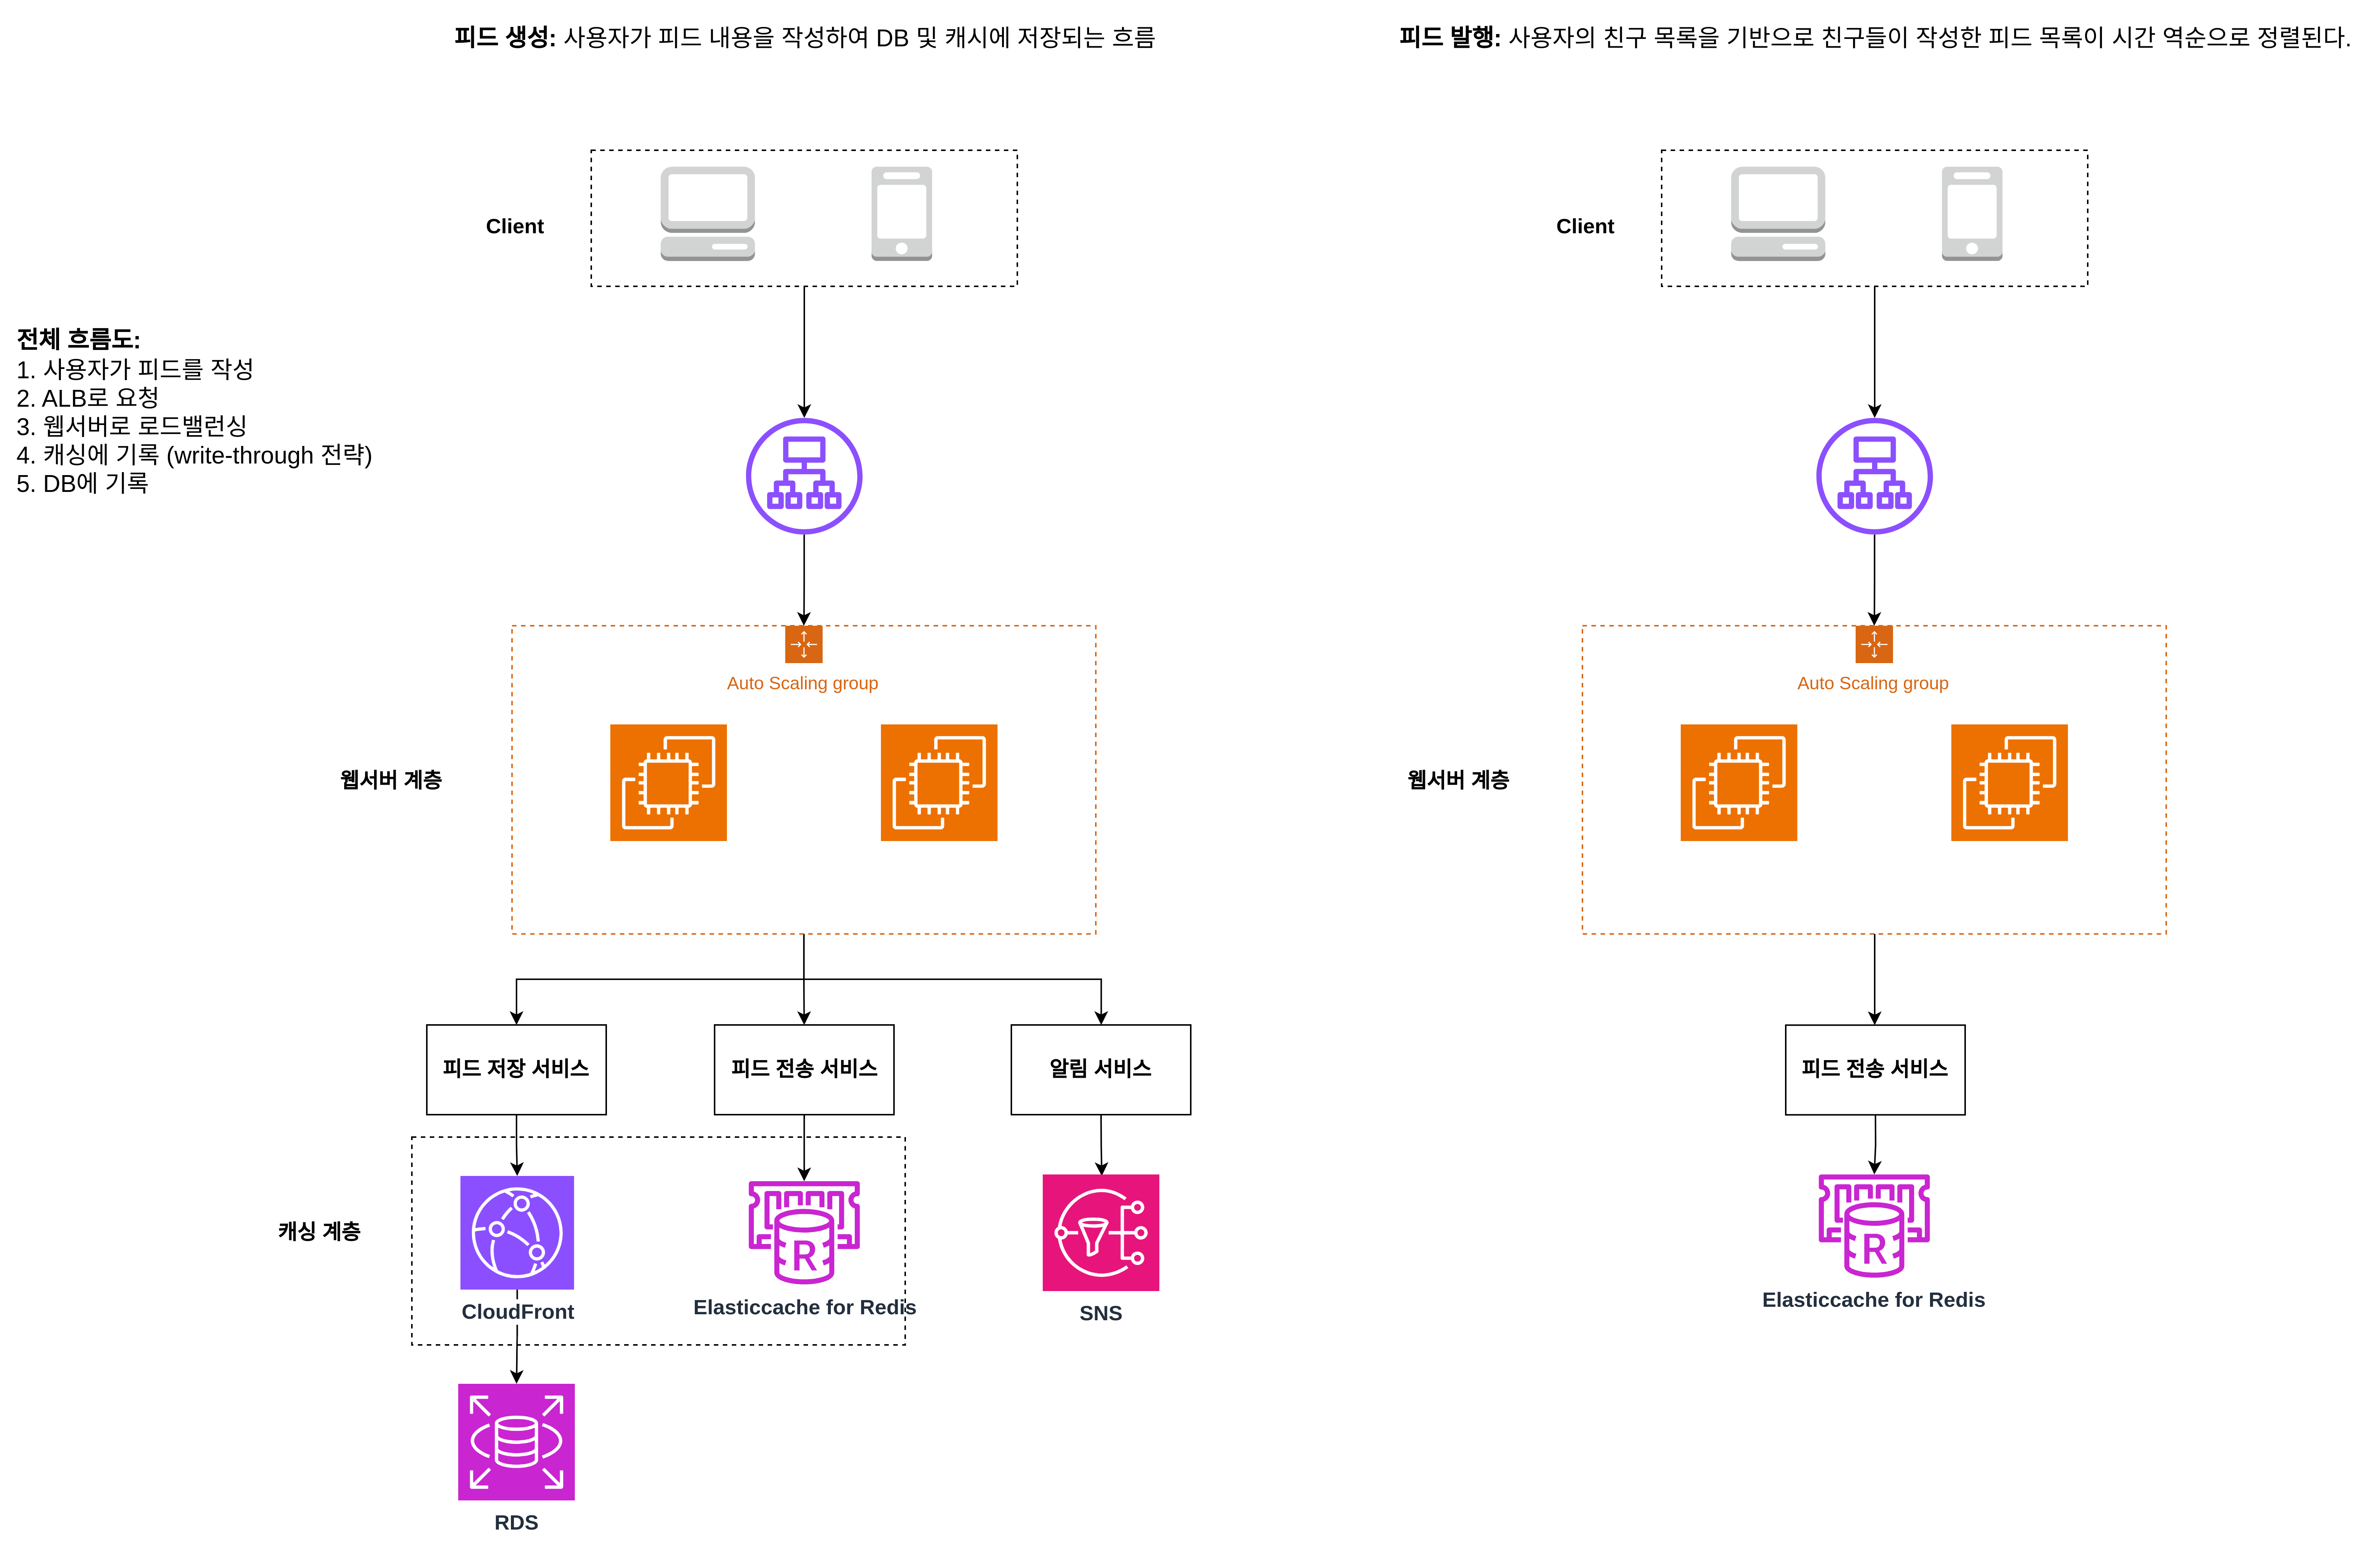 피드 생성: 사용자가 피드 내용을 작성하여 DB 및 캐시에 저장되는 흐름
피드 발행: 사용자의 친구 목록을 기반으로 친구들이 작성한 피드 목록이 시간 역순으로 정렬된다.
Client
Client
전체 흐름도:
1. 사용자가 피드를 작성
2. ALB로 요청
3. 웹서버로 로드밸런싱
4. 캐싱에 기록 (write-through 전략)
5. DB에 기록
Auto Scaling group
Auto Scaling group
웹서버 계층
웹서버 계층
피드 저장 서비스
피드 전송 서비스
알림 서비스
피드 전송 서비스
캐싱 계층
R
R
CloudFront
Elasticcache for Redis
SNS
Elasticcache for Redis
RDS